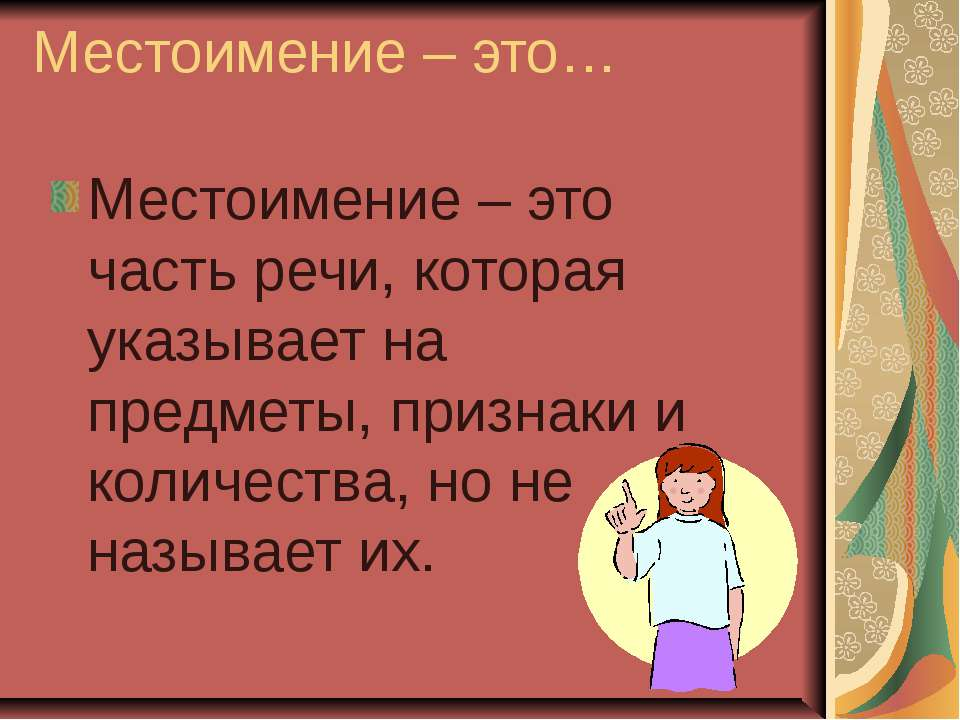 Местоимение – это…
Местоимение – это
часть речи, которая
указывает на
предметы, признаки и
количества, но не
называет их.